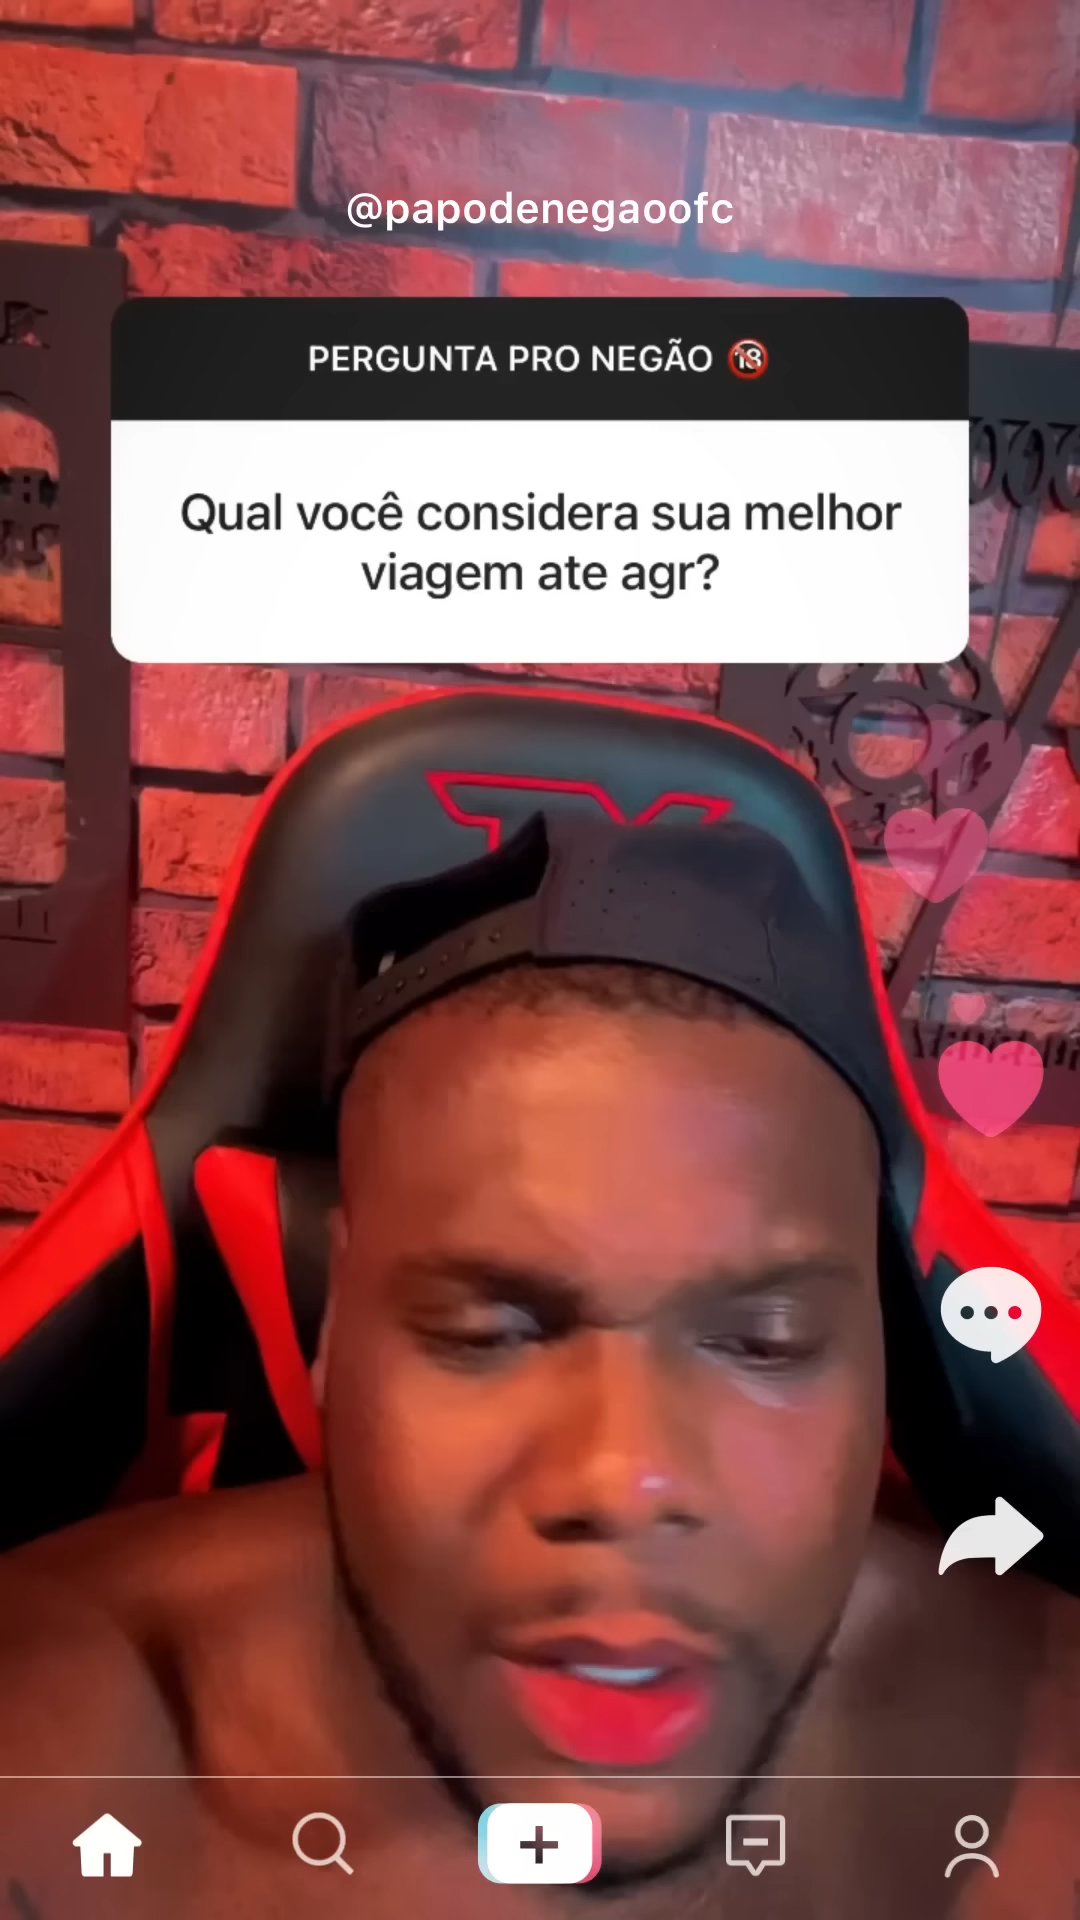 @papodenegaoofc
PERGUNTA PRO NEGÃO 🔞
Qual você considera sua melhor
viagem ate agr?